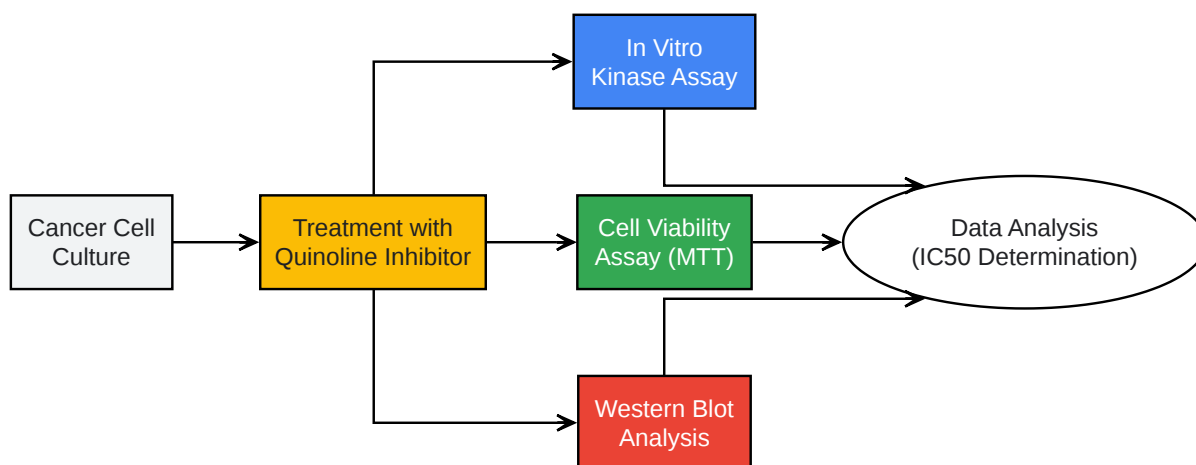 In Vitro
Kinase Assay
Cancer Cell
Culture
Treatment with
Quinoline Inhibitor
Cell Viability
Assay (MTT)
Data Analysis
(IC50 Determination)
Western Blot
Analysis